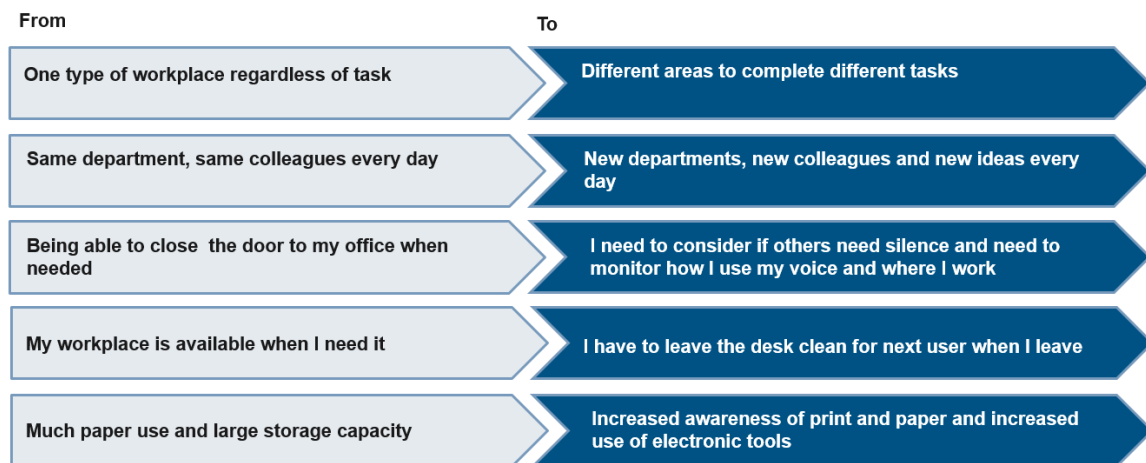 From
To
One type of workplace regardless of task
Different areas to complete different tasks
Same department, same colleagues every day
New departments, new colleagues and new ideas every
day
Being able to close  the door to my office when
needed
I need to consider if others need silence and need to
monitor how I use my voice and where I work
My workplace is available when I need it
I have to leave the desk clean for next user when I leave
Much paper use and large storage capacity
Increased awareness of print and paper and increased
use of electronic tools